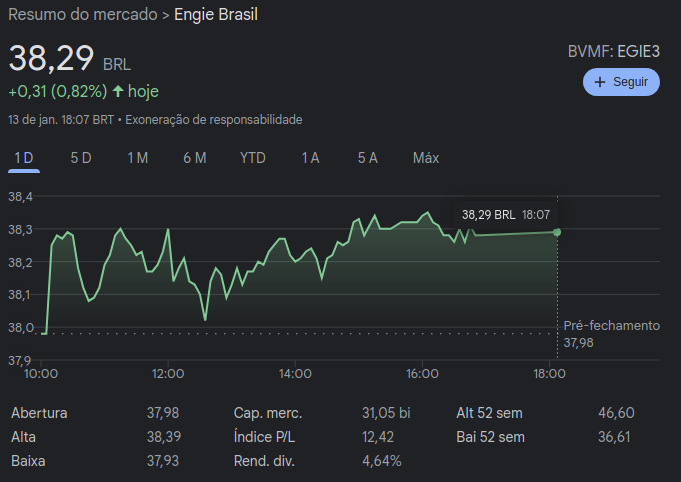 Resumo do mercado > Engie Brasil
38,29 BRL
BVMF: EGIE3
+0,31 (0,82%) ↑ hoje
+ Seguir
13 de jan. 18:07 BRT • Exoneração de responsabilidade
1 D 5 D 1 M 6 M YTD 1 A 5 A Máx
38,4
38,29 BRL 18:07
38,3
38,2
38,1
38,0
Pré-fechamento
37,98
37,9
10:00 12:00 14:00 16:00 18:00
Abertura 37,98 Cap. merc. 31,05 bi Alt 52 sem 46,60
Alta 38,39 Índice P/L 12,42 Bai 52 sem 36,61
Baixa 37,93 Rend. div. 4,64%